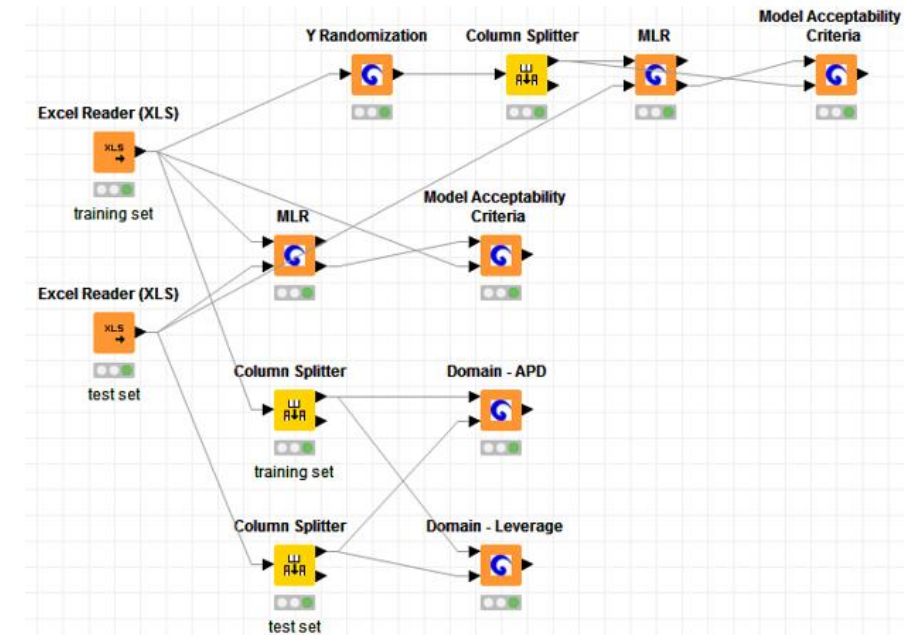 Model Acceptability
Criteria
Y Randomization
Column Splitter
MLR
Excel Reader (XLS)
XLS
training set
Model Acceptability
Criteria
MLR
Excel Reader (XLS)
XLS
test set
Column Splitter
Domain - APD
training set
Column Splitter
Domain - Leverage
test set